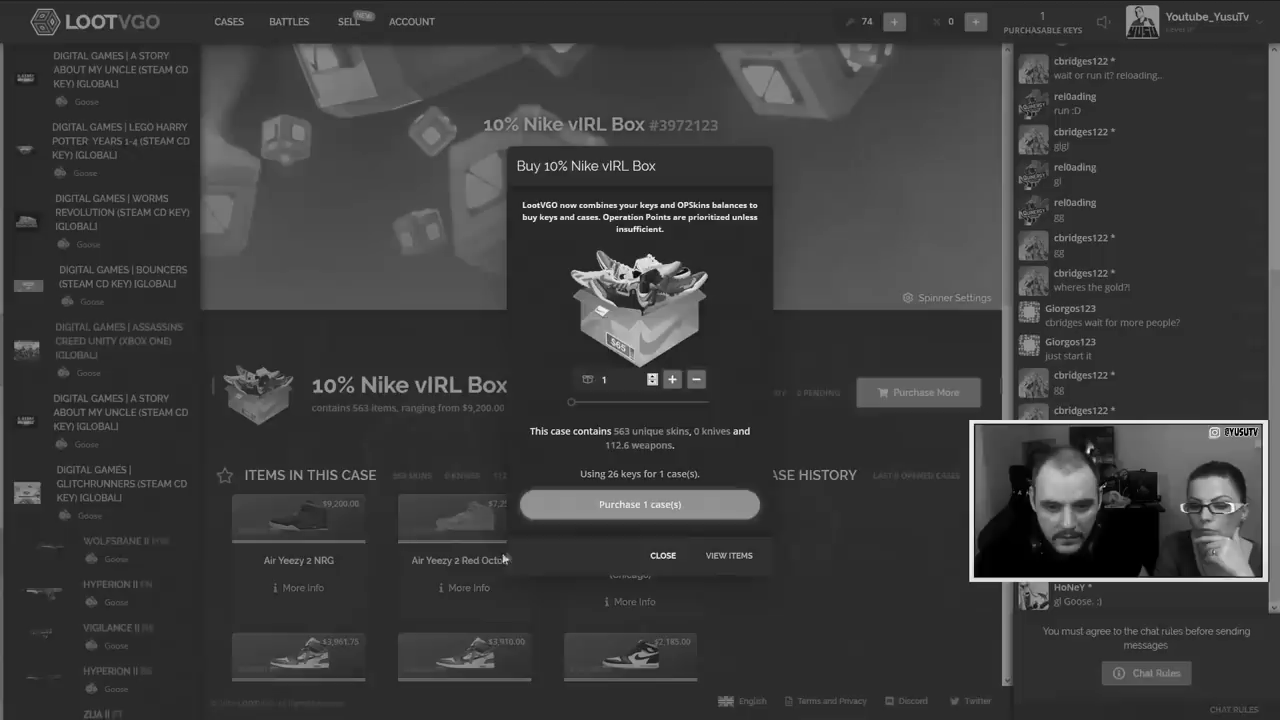 LOOTVGO
CASES
BATTLES
SELL
NEW
ACCOUNT
74
0
1
PURCHASABLE KEYS
Youtube_YusuTv
DIGITAL GAMES | A STORY
ABOUT MY UNCLE (STEAM CD
KEY) [GLOBAL]
Goose
DIGITAL GAMES | LEGO HARRY
POTTER YEARS 1-4 (STEAM CD
KEY) [GLOBAL]
Goose
DIGITAL GAMES | WORMS
REVOLUTION (STEAM CD KEY)
[GLOBAL]
Goose
DIGITAL GAMES | BOUNCERS
(STEAM CD KEY) [GLOBAL]
Goose
DIGITAL GAMES | ASSASSINS
CREED UNITY (XBOX ONE)
[GLOBAL]
Goose
DIGITAL GAMES | A STORY
ABOUT MY UNCLE (STEAM CD
KEY) [GLOBAL]
Goose
DIGITAL GAMES |
GLITCHRUNNERS (STEAM CD
KEY) [GLOBAL]
Goose
WOLFSBANE II
Goose
HYPERION II
Goose
VIGILANCE II
Goose
HYPERION II
Goose
10% Nike vIRL Box #3972123
Spinner Settings
10% Nike vIRL Box
contains 563 items, ranging from $9,200.00
0 PENDING
Purchase More
ITEMS IN THIS CASE
CASE HISTORY
$9,200.00
Air Yeezy 2 NRG
More Info
Air Yeezy 2 Red Octo
More Info
(Chicago)
More Info
$3,961.75
$3,910.00
$2,185.00
Buy 10% Nike vIRL Box
LootVGO now combines your keys and OPSkins balances to
buy keys and cases. Operation Points are prioritized unless
insufficient.
$65
1
+
−
This case contains 563 unique skins, 0 knives and
112.6 weapons.
Using 26 keys for 1 case(s).
Purchase 1 case(s)
CLOSE
VIEW ITEMS
cbridges122 *
wait or run it? reloading...
rel0ading
run :D
cbridges122 *
gigl
rel0ading
gl
rel0ading
gg
cbridges122 *
gg
cbridges122 *
wheres the gold?!
Giorgos123
cbridges wait for more people?
Giorgos123
just start it
cbridges122 *
gg
cbridges122 *
@YUSUTV
HoNeY *
gl Goose. :)
You must agree to the chat rules before sending
messages
Chat Rules
English
Terms and Privacy
Discord
Twitter
CHAT RULES